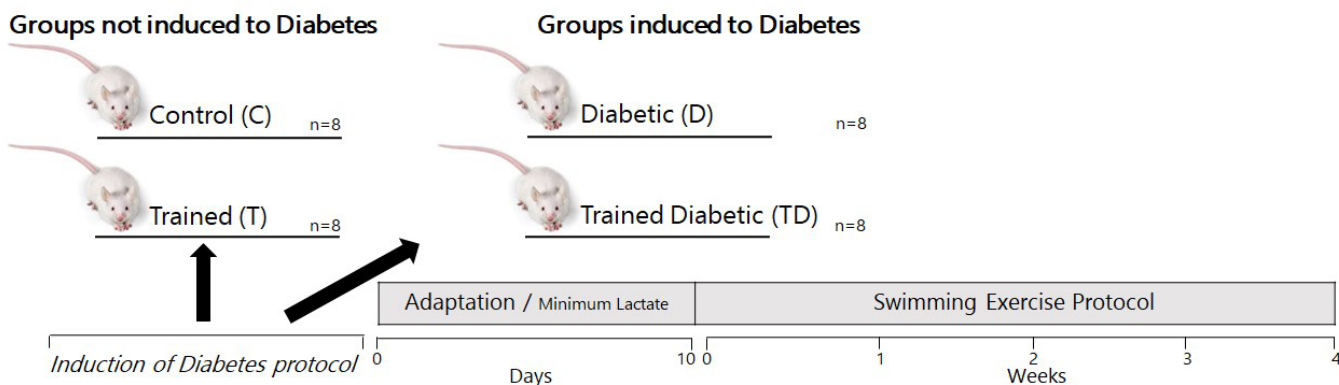 Groups not induced to Diabetes
Groups induced to Diabetes
Control (C) n=8
Diabetic (D) n=8
Trained (T) n=8
Trained Diabetic (TD) n=8
Adaptation / Minimum Lactate
Swimming Exercise Protocol
Induction of Diabetes protocol
0 10 0 1 2 3 4
Days Weeks